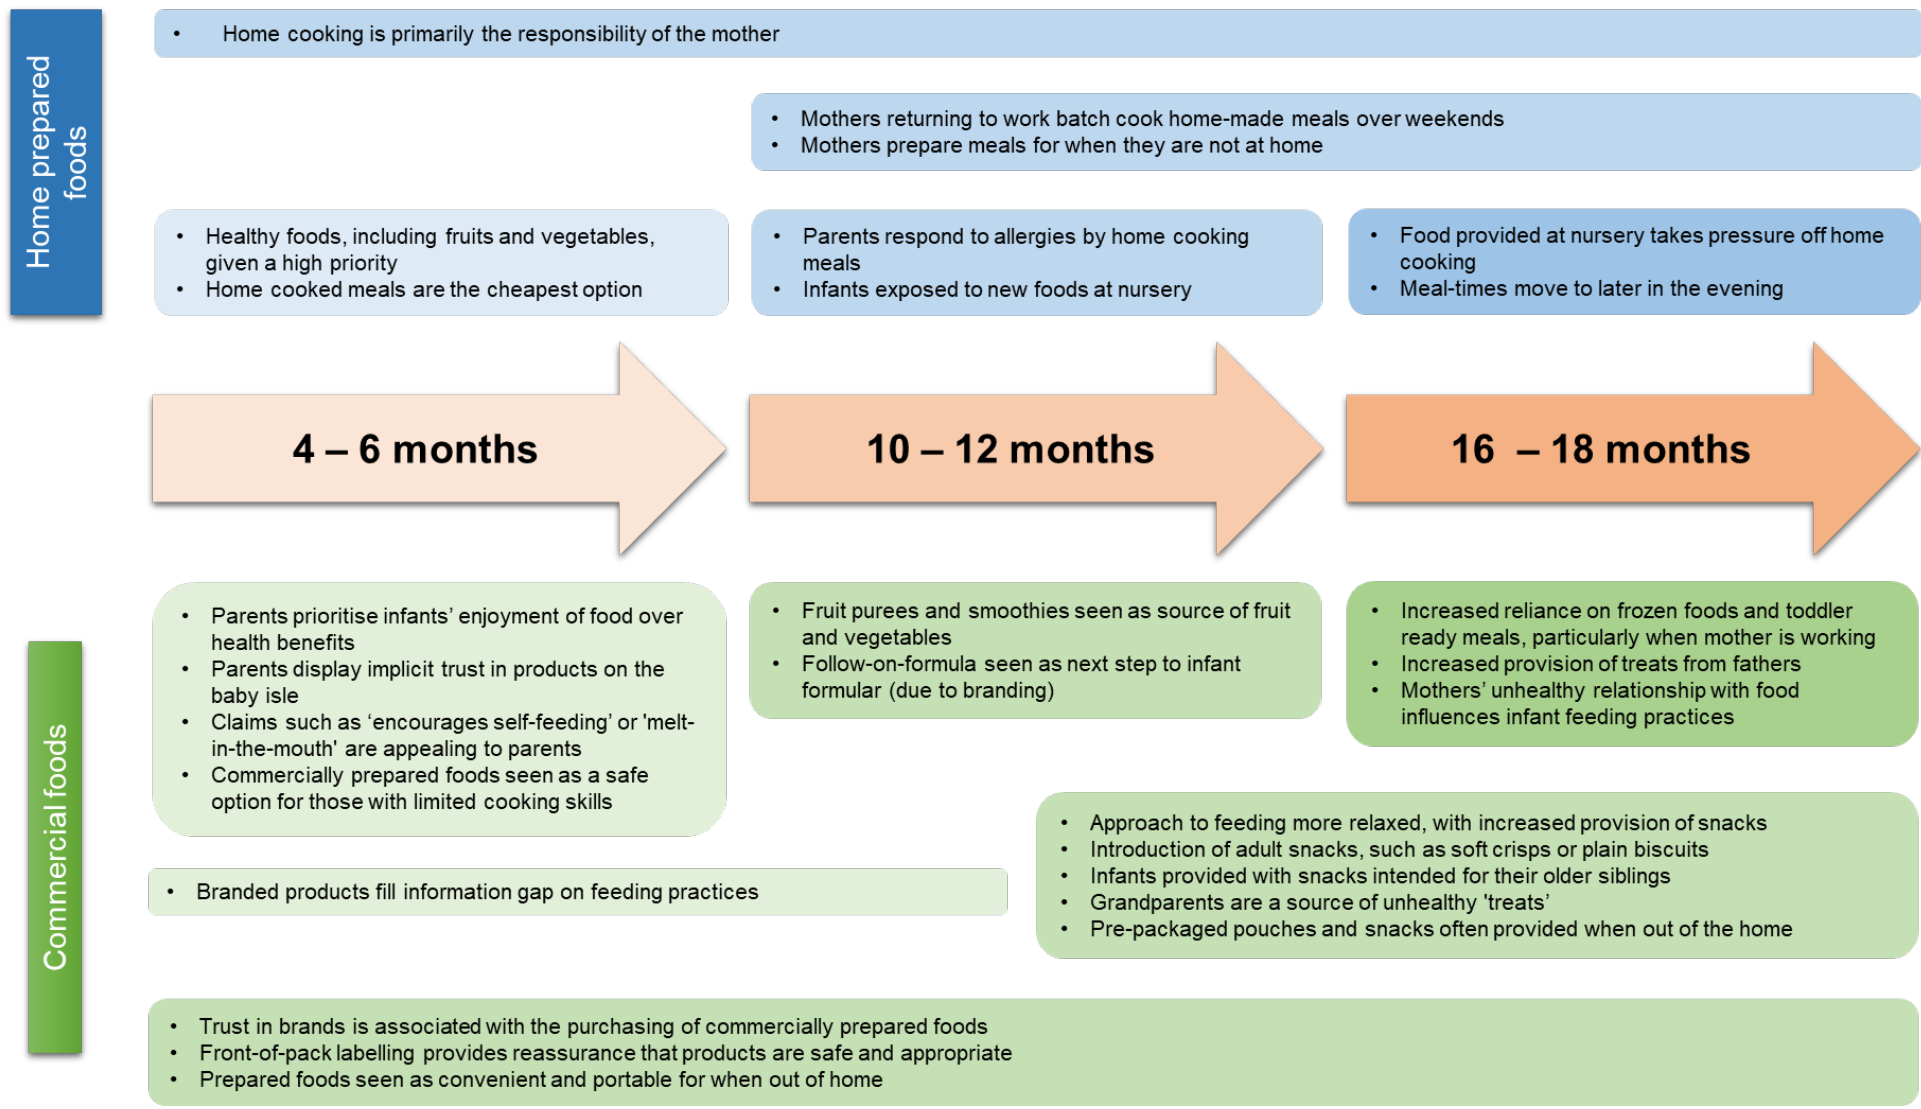 Home prepared
foods
• Home cooking is primarily the responsibility of the mother
• Mothers returning to work batch cook home-made meals over weekends
• Mothers prepare meals for when they are not at home
• Healthy foods, including fruits and vegetables,
given a high priority
• Home cooked meals are the cheapest option
• Parents respond to allergies by home cooking
meals
• Infants exposed to new foods at nursery
• Food provided at nursery takes pressure off home
cooking
• Meal-times move to later in the evening
4 – 6 months
10 – 12 months
16 – 18 months
Commercial foods
• Parents prioritise infants’ enjoyment of food over
health benefits
• Parents display implicit trust in products on the
baby isle
• Claims such as ‘encourages self-feeding’ or 'melt-
in-the-mouth' are appealing to parents
• Commercially prepared foods seen as a safe
option for those with limited cooking skills
• Fruit purees and smoothies seen as source of fruit
and vegetables
• Follow-on-formula seen as next step to infant
formular (due to branding)
• Increased reliance on frozen foods and toddler
ready meals, particularly when mother is working
• Increased provision of treats from fathers
• Mothers’ unhealthy relationship with food
influences infant feeding practices
• Branded products fill information gap on feeding practices
• Approach to feeding more relaxed, with increased provision of snacks
• Introduction of adult snacks, such as soft crisps or plain biscuits
• Infants provided with snacks intended for their older siblings
• Grandparents are a source of unhealthy 'treats’
• Pre-packaged pouches and snacks often provided when out of the home
• Trust in brands is associated with the purchasing of commercially prepared foods
• Front-of-pack labelling provides reassurance that products are safe and appropriate
• Prepared foods seen as convenient and portable for when out of home